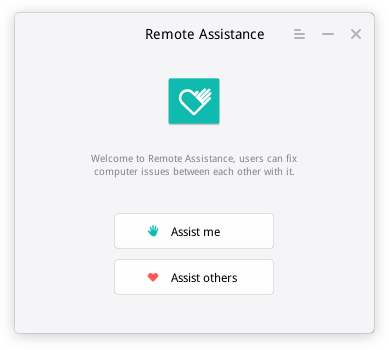 Remote Assistance
Welcome to Remote Assistance, users can fix
computer issues between each other with it.
Assist me
Assist others